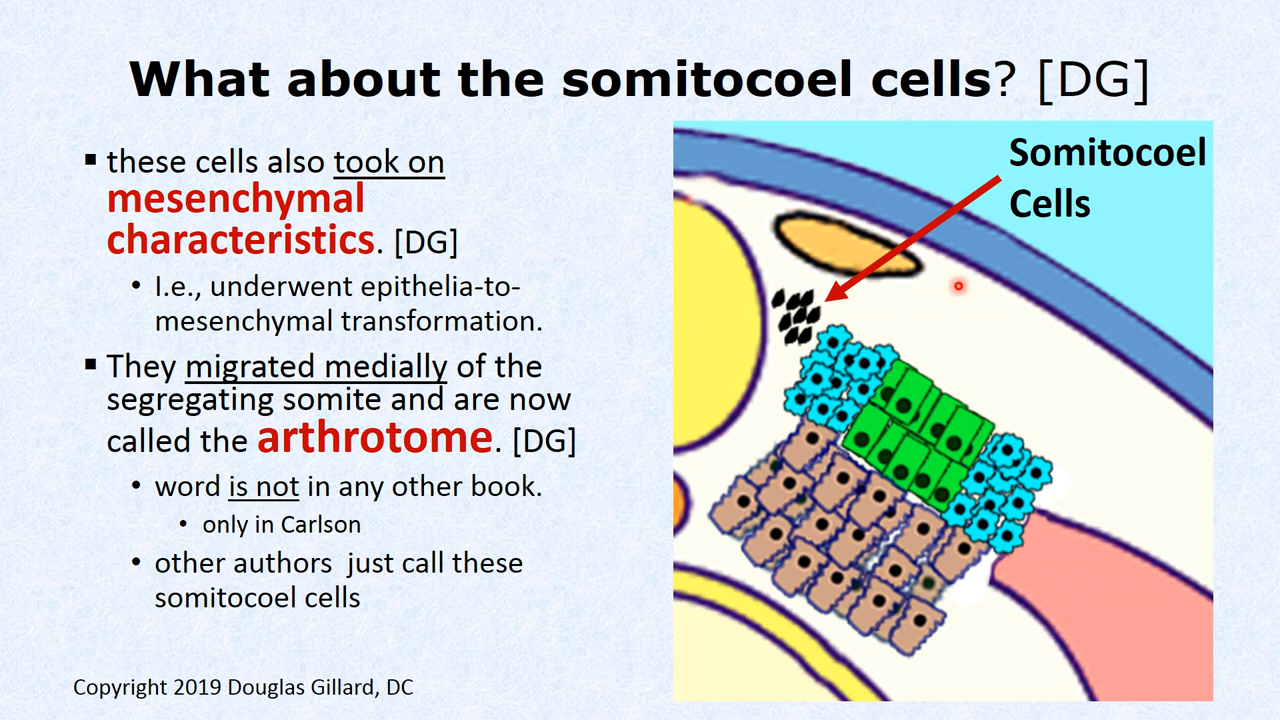 What about the somitocoel cells? [DG]
▪ these cells also took on
mesenchymal
characteristics. [DG]
• I.e., underwent epithelia-to-
mesenchymal transformation.
▪ They migrated medially of the
segregating somite and are now
called the arthrotome. [DG]
• word is not in any other book.
• only in Carlson
• other authors just call these
somitocoel cells
Somitocoel
Cells
Copyright 2019 Douglas Gillard, DC